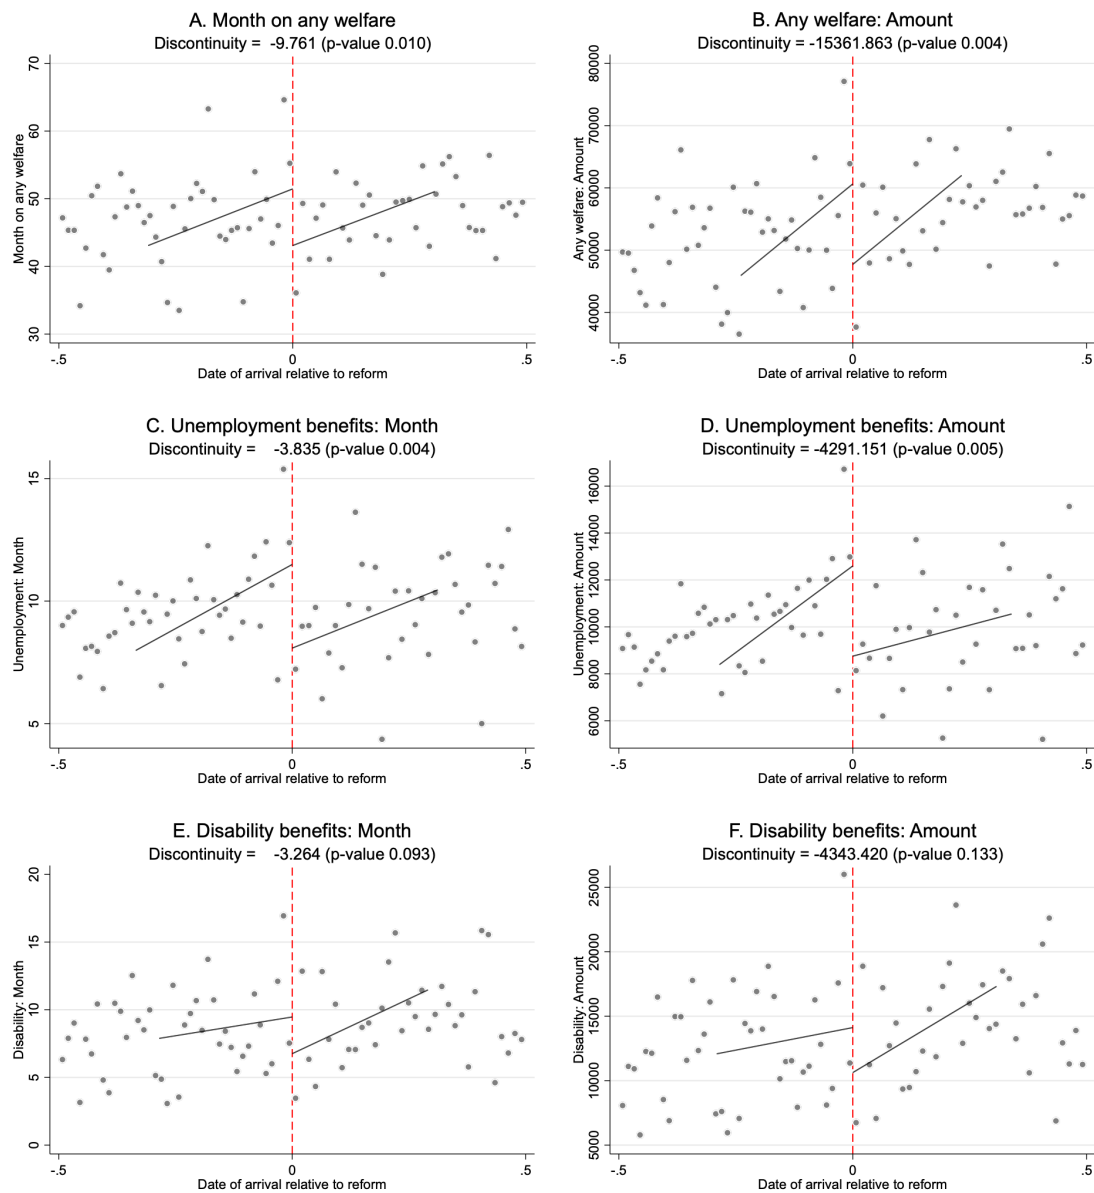 A. Month on any welfare
Discontinuity = -9.761 (p-value 0.010)
Month on any welfare
70
60
50
40
30
-.5 0 .5
Date of arrival relative to reform
B. Any welfare: Amount
Discontinuity = -15361.863 (p-value 0.004)
Any welfare: Amount
80000
70000
60000
50000
40000
-.5 0 .5
Date of arrival relative to reform
C. Unemployment benefits: Month
Discontinuity = -3.835 (p-value 0.004)
Unemployment: Month
15
10
5
-.5 0 .5
Date of arrival relative to reform
D. Unemployment benefits: Amount
Discontinuity = -4291.151 (p-value 0.005)
Unemployment: Amount
16000
14000
12000
10000
8000
6000
-.5 0 .5
Date of arrival relative to reform
E. Disability benefits: Month
Discontinuity = -3.264 (p-value 0.093)
Disability: Month
20
15
10
5
0
-.5 0 .5
Date of arrival relative to reform
F. Disability benefits: Amount
Discontinuity = -4343.420 (p-value 0.133)
Disability: Amount
25000
20000
15000
10000
5000
-.5 0 .5
Date of arrival relative to reform